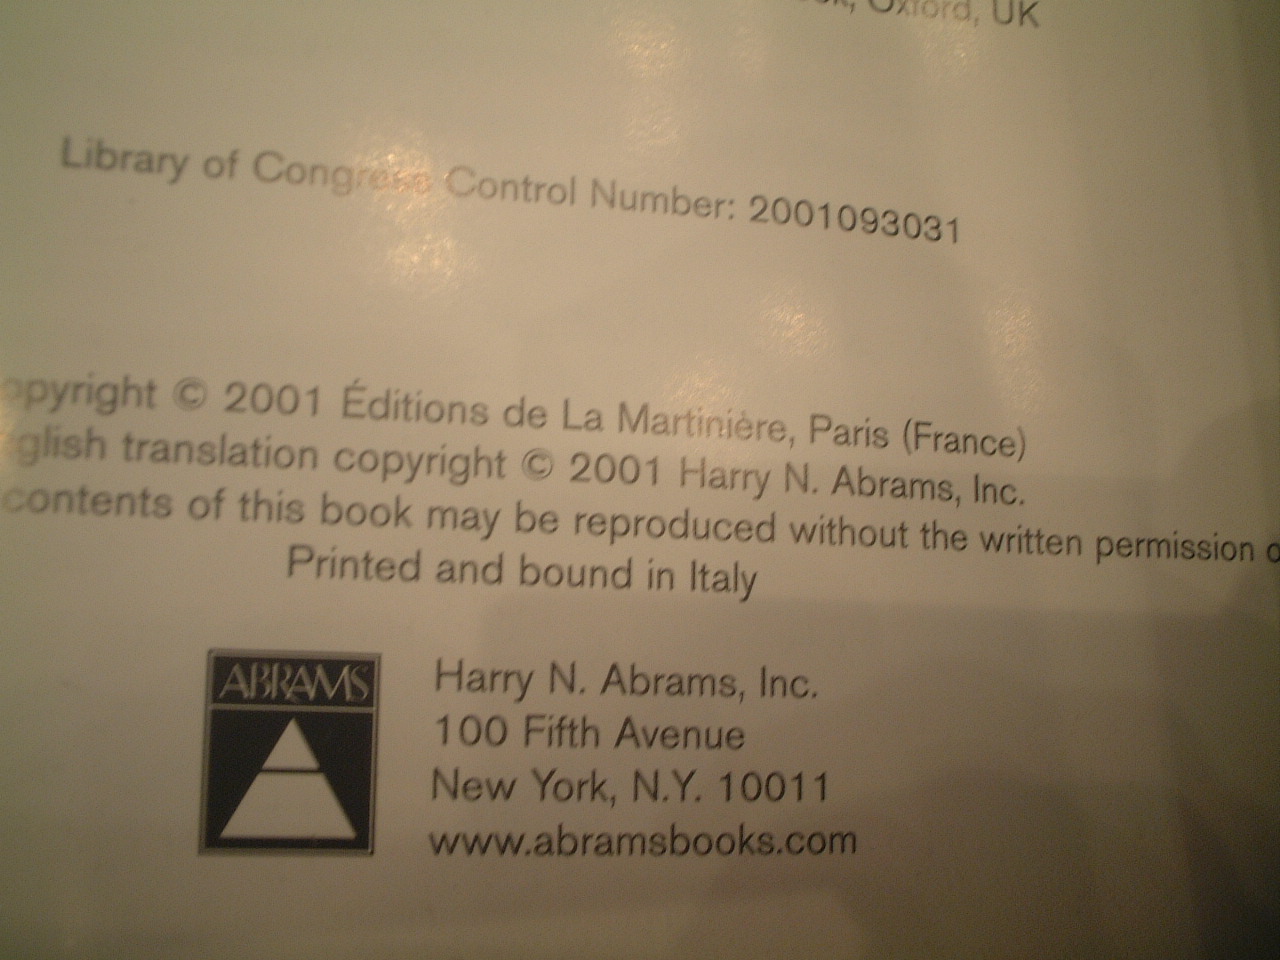 Oxford, UK
Library of Congress Control Number: 2001093031
opyright © 2001 Éditions de La Martinière, Paris (France)
glish translation copyright © 2001 Harry N. Abrams, Inc.
contents of this book may be reproduced without the written permission o
Printed and bound in Italy
ABRAMS
Harry N. Abrams, Inc.
100 Fifth Avenue
New York, N.Y. 10011
www.abramsbooks.com